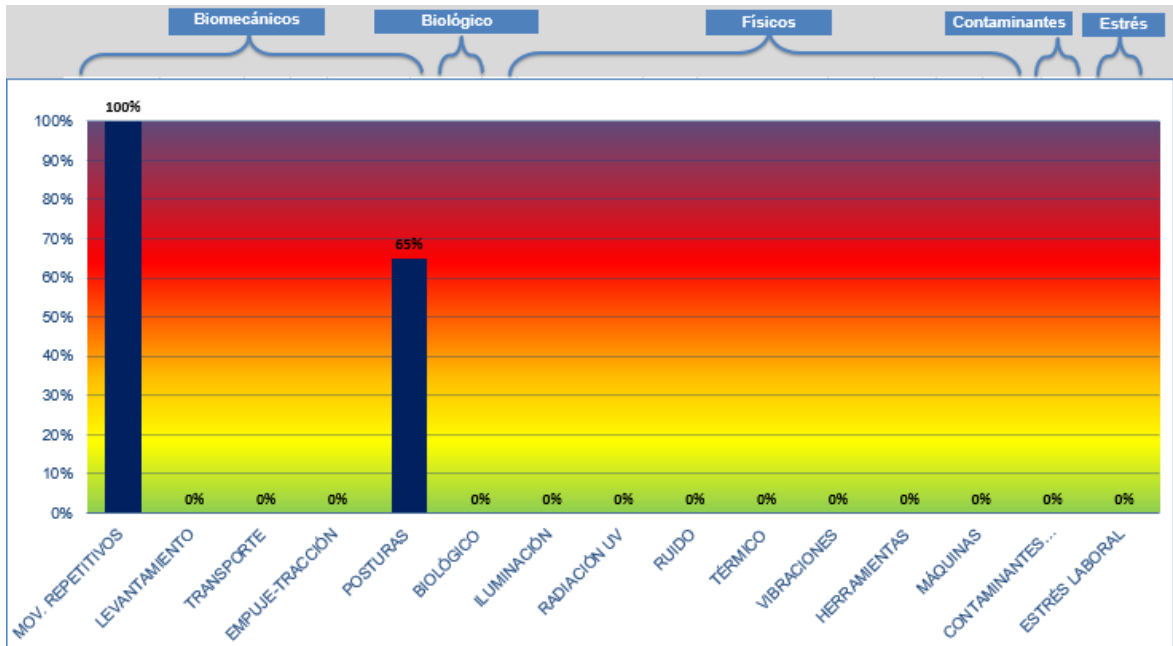 Biomecánicos
Biológico
Físicos
Contaminantes
Estrés
100%
100%
90%
80%
70%
60%
50%
40%
30%
20%
10%
0%
65%
0%
0%
0%
0%
0%
0%
0%
0%
0%
0%
0%
0%
0%
MOV. REPETITIVOS
LEVANTAMIENTO
TRANSPORTE
EMPUJE-TRACCIÓN
POSTURAS
BIOLÓGICO
ILUMINACIÓN
RADIACIÓN UV
RUIDO
TÉRMICO
VIBRACIONES
HERRAMIENTAS
MÁQUINAS
CONTAMINANTES...
ESTRÉS LABORAL